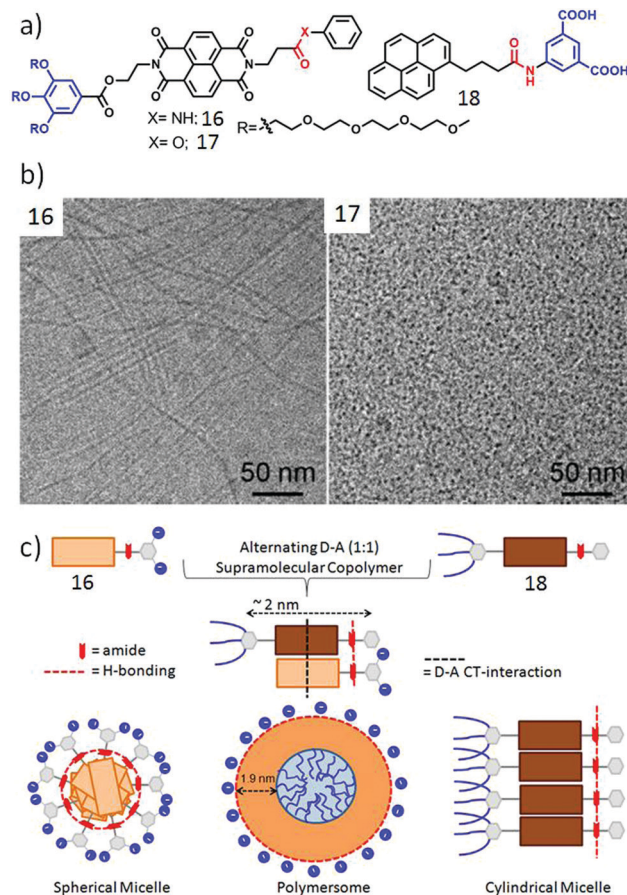 a)
RO
RO
RO
O
O
O
N
O
O
O
N
O
X
O
X= NH; 16
X= O; 17
R=
O
O
O
O
O
NH
COOH
COOH
18
b)
16
50 nm
17
50 nm
c)
16
Alternating D-A (1:1)
Supramolecular Copolymer
18
~ 2 nm
= amide
= H-bonding
= D-A CT-interaction
1.9 nm
Spherical Micelle
Polymersome
Cylindrical Micelle